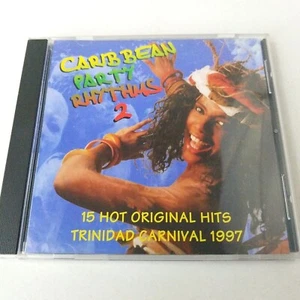 CARIBBEAN
PARTY
RHYTHMS
2
15 HOT ORIGINAL HITS
TRINIDAD CARNIVAL 1997